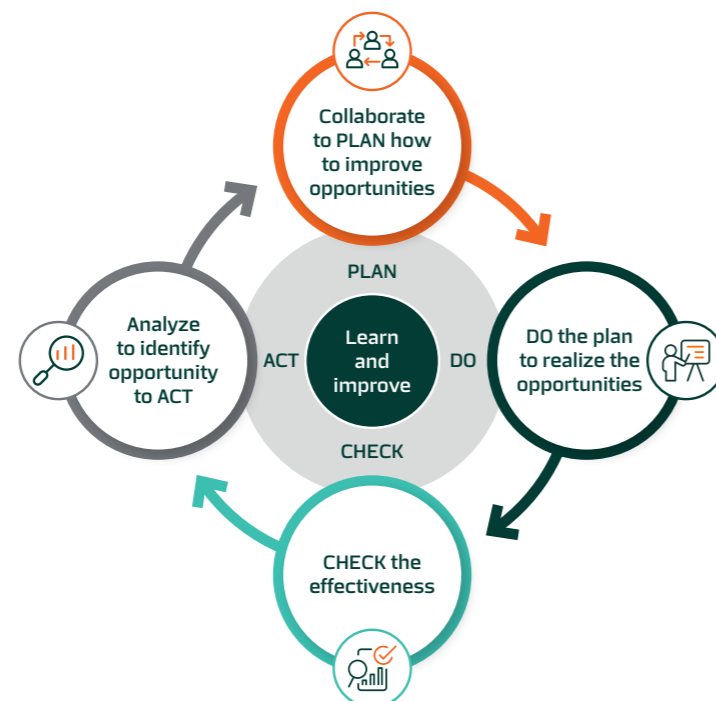 Collaborate
to PLAN how
to improve
opportunities
PLAN
Analyze
to identify
opportunity
to ACT
ACT
Learn
and
improve
DO
DO the plan
to realize the
opportunities
CHECK
CHECK the
effectiveness